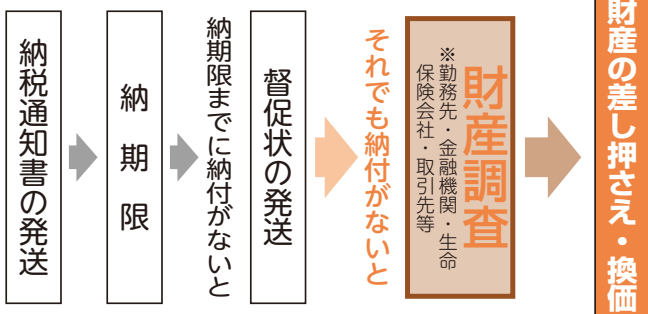 納税通知書の発送
納期限
納期限までに納付がないと
督促状の発送
それでも納付がないと
財産調査
※勤務先・金融機関・生命
保険会社・取引先等
財産の差し押さえ・換価